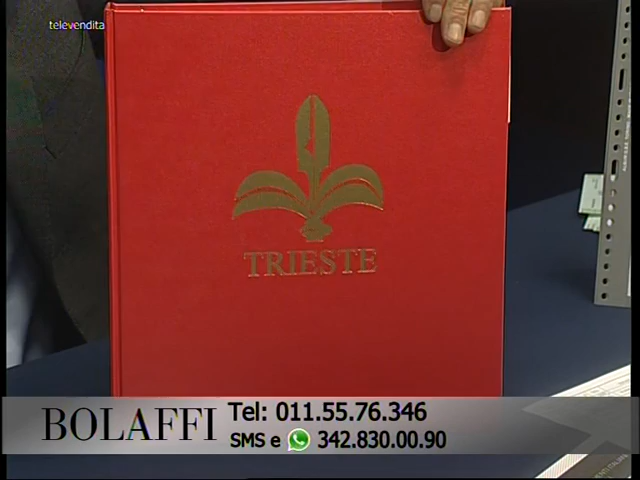 televendita
TRIESTE
BOLAFFI
Tel: 011.55.76.346
SMS e 342.830.00.90